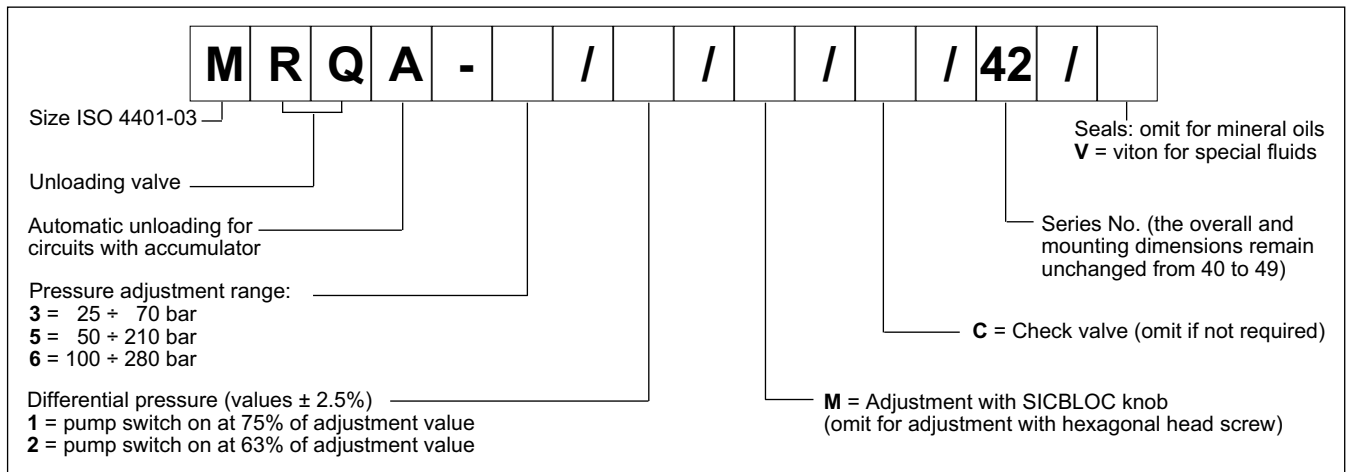 M R Q A - / / / / 42 /
Size ISO 4401-03
Unloading valve
Automatic unloading for
circuits with accumulator
Pressure adjustment range:
3 = 25 ÷ 70 bar
5 = 50 ÷ 210 bar
6 = 100 ÷ 280 bar
Differential pressure (values ± 2.5%)
1 = pump switch on at 75% of adjustment value
2 = pump switch on at 63% of adjustment value
Seals: omit for mineral oils
V = viton for special fluids
Series No. (the overall and
mounting dimensions remain
unchanged from 40 to 49)
C = Check valve (omit if not required)
M = Adjustment with SICBLOC knob
(omit for adjustment with hexagonal head screw)